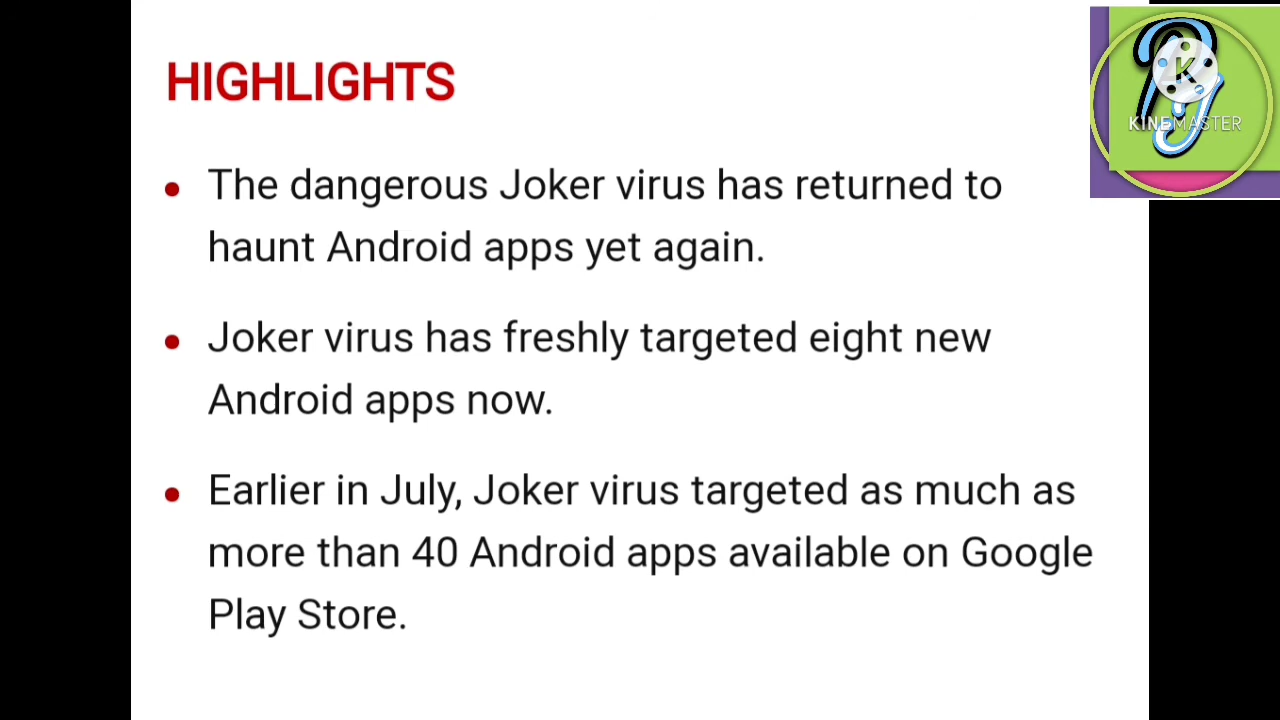 HIGHLIGHTS
• The dangerous Joker virus has returned to
haunt Android apps yet again.
• Joker virus has freshly targeted eight new
Android apps now.
• Earlier in July, Joker virus targeted as much as
more than 40 Android apps available on Google
Play Store.
K
KINEMASTER